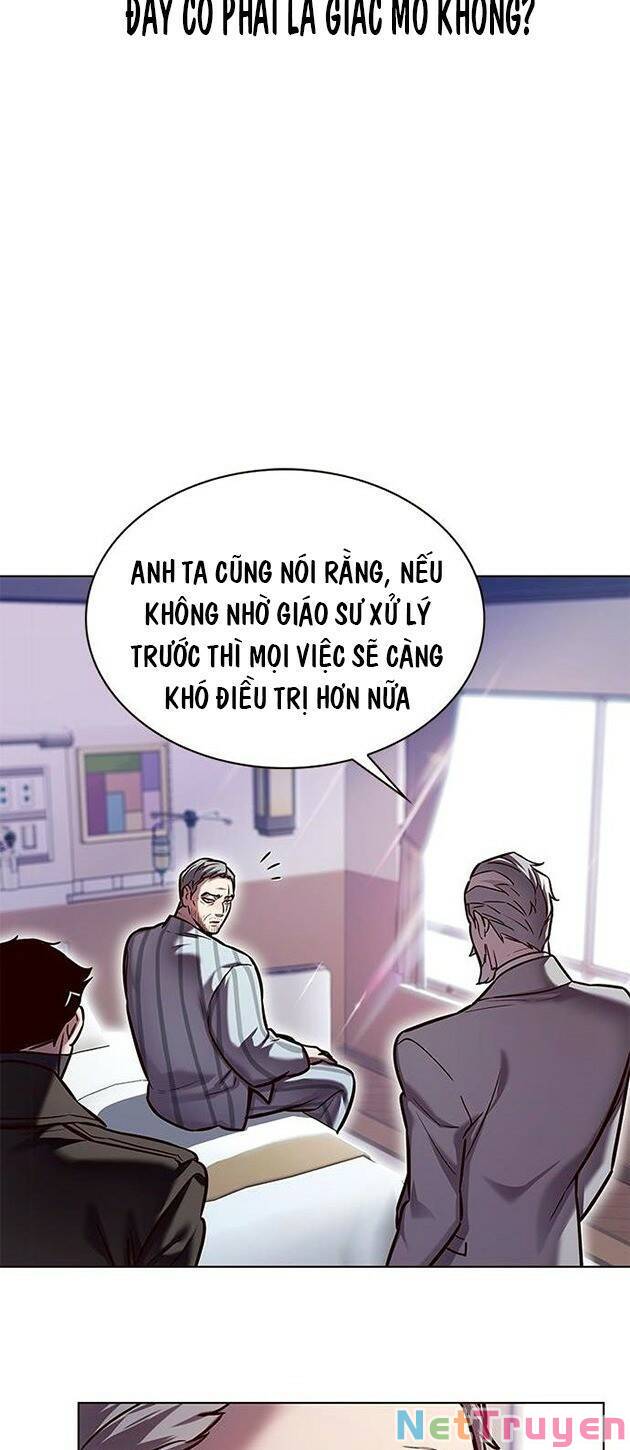 ĐÂY CÓ PHẢI LÀ GIẤC MƠ KHÔNG?
ANH TA CŨNG NÓI RẰNG, NẾU
KHÔNG NHỜ GIÁO SƯ XỬ LÝ
TRƯỚC THÌ MỌI VIỆC SẼ CÀNG
KHÓ ĐIỀU TRỊ HƠN NỮA
NetTruyen